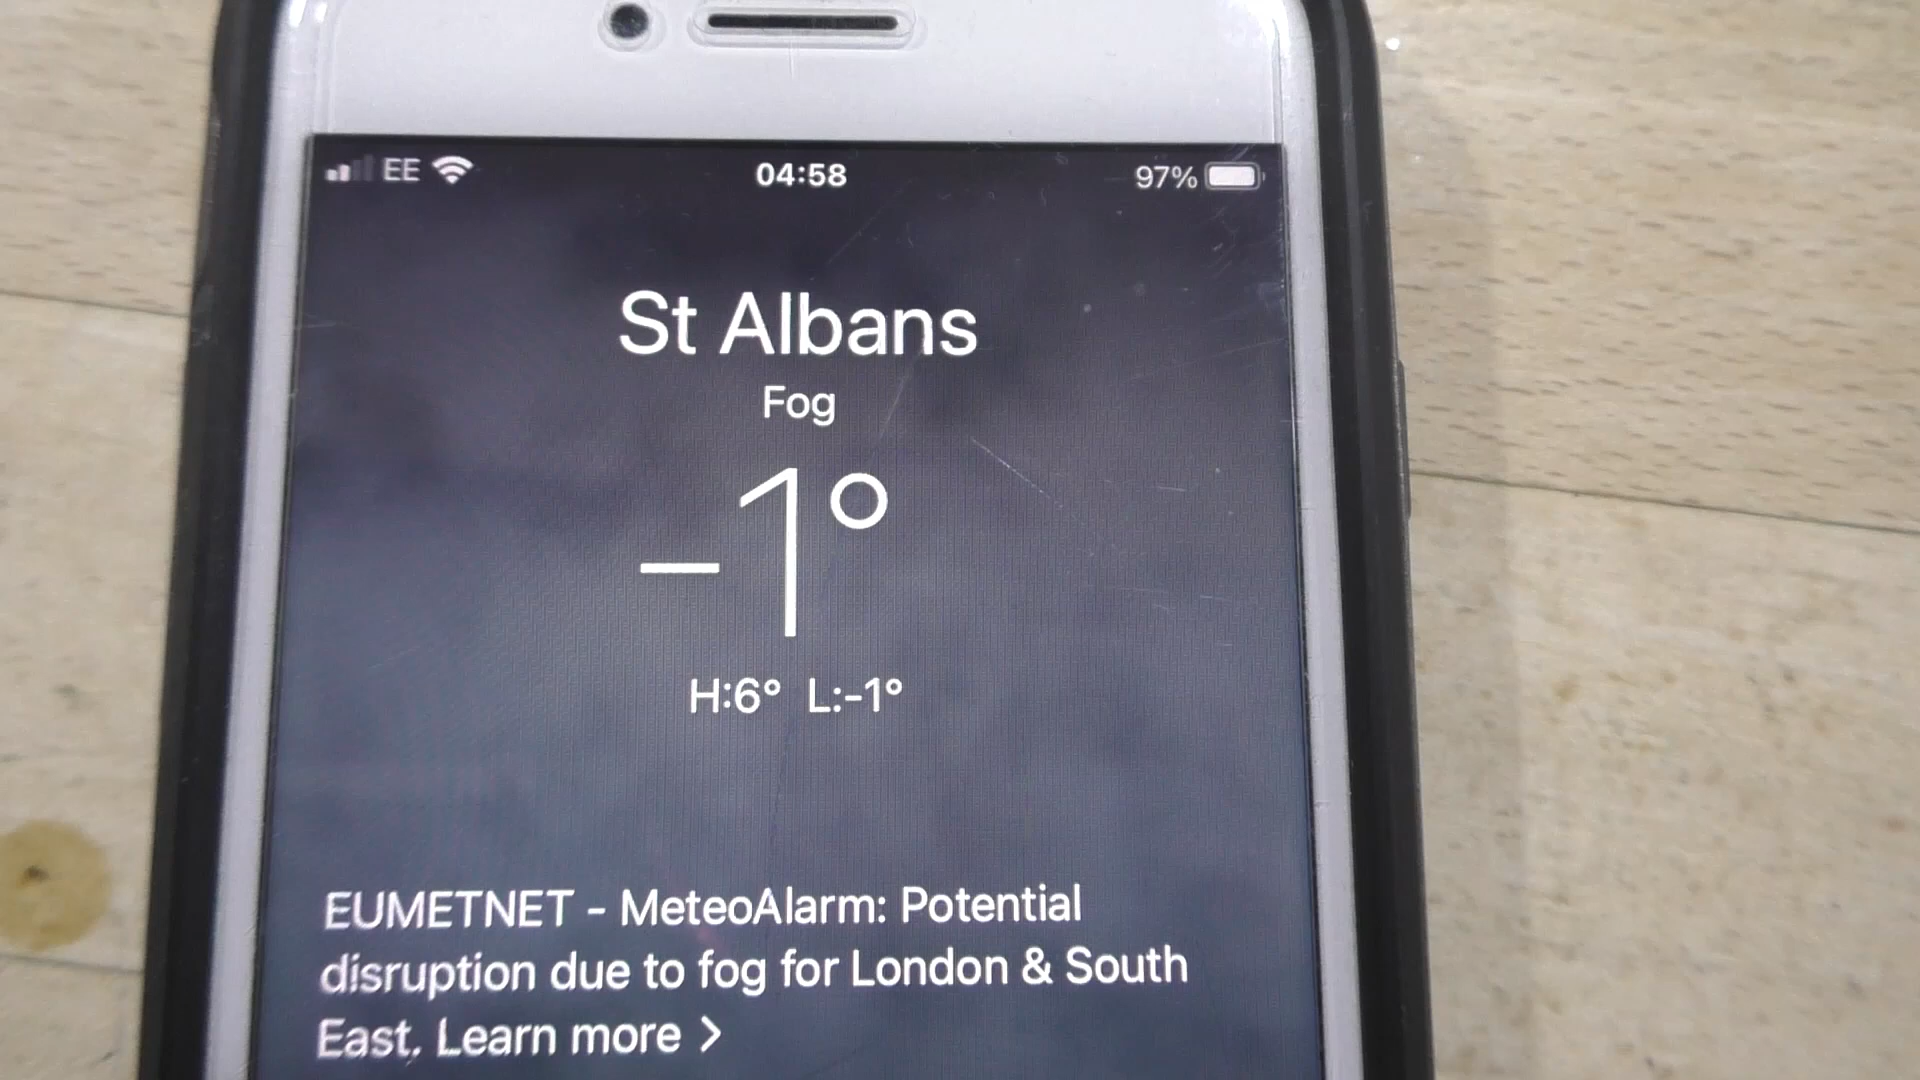 EE 04:58 97%
St Albans
Fog
–1°
H:6° L:-1°
EUMETNET - MeteoAlarm: Potential
disruption due to fog for London & South
East. Learn more >